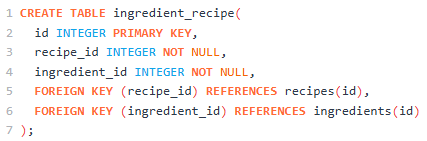 1 CREATE TABLE ingredient_recipe(
2   id INTEGER PRIMARY KEY,
3   recipe_id INTEGER NOT NULL,
4   ingredient_id INTEGER NOT NULL,
5   FOREIGN KEY (recipe_id) REFERENCES recipes(id),
6   FOREIGN KEY (ingredient_id) REFERENCES ingredients(id)
7 );